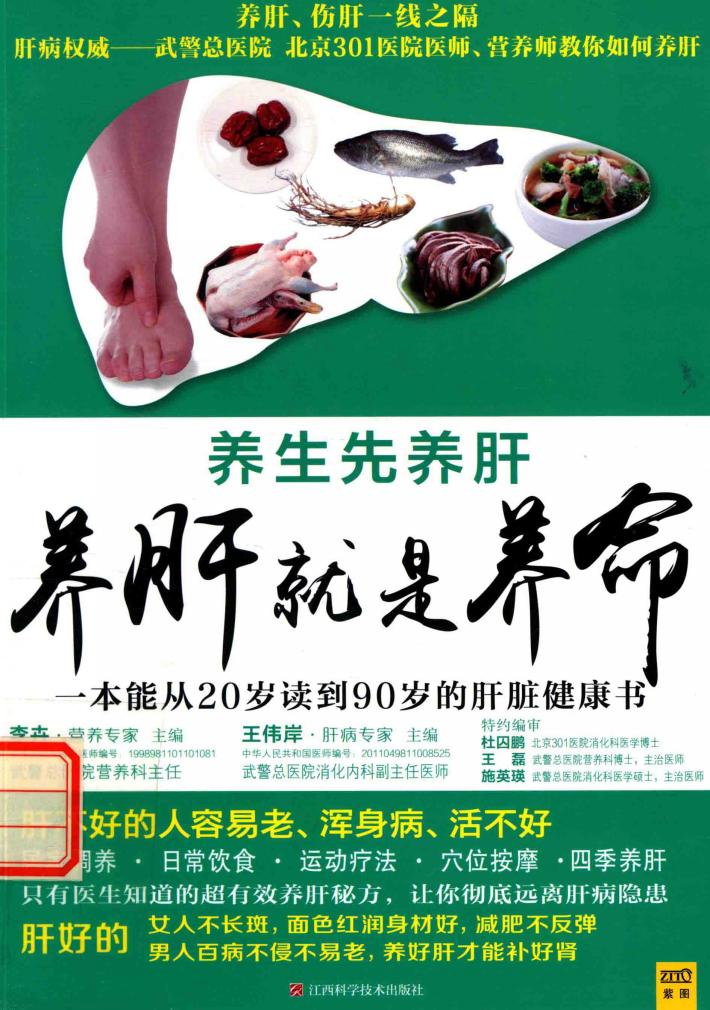 养肝、伤肝一线之隔
肝病权威——武警总医院 北京301医院医师、营养师教你如何养肝
养生先养肝
养肝就是养命
一本能从20岁读到90岁的肝脏健康书
李卉·营养专家 主编
医师编号：199898110110​1081
院营养科主任
王伟岸·肝病专家 主编
中华人民共和国医师编号：20110498110​08525
武警总医院消化内科副主任医师
特约编审
杜囚鹏 北京301医院消化科医学博士
王磊 武警总医院营养科博士，主治医师
施英瑛 武警总医院消化科医学硕士，主治医师
肝不好的人容易老、浑身病、活不好
调养·日常饮食·运动疗法·穴位按摩·四季养肝
只有医生知道的超有效养肝秘方，让你彻底远离肝病隐患
肝好的
女人不长斑，面色红润身材好，减肥不反弹
男人百病不侵不易老，养好肝才能补好肾
江西科学技术出版社
ZITO
紫图